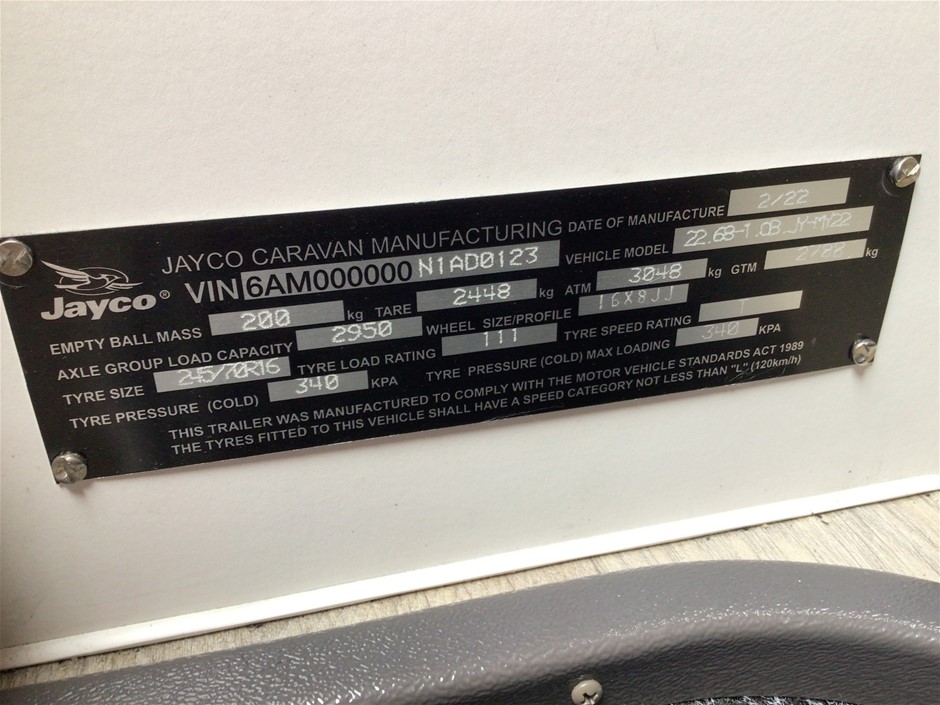 JAYCO CARAVAN MANUFACTURING DATE OF MANUFACTURE 2/22
Jayco® VIN 6AM000000 N1AD0123 VEHICLE MODEL 22.68-1.OB.JY-MY22
EMPTY BALL MASS 200 kg TARE 2448 kg ATM 3048 kg GTM kg
AXLE GROUP LOAD CAPACITY 2950 WHEEL SIZE/PROFILE 16X8JJ
TYRE SIZE 245/70R16 TYRE LOAD RATING 111 TYRE SPEED RATING T
TYRE PRESSURE (COLD) 340 KPA TYRE PRESSURE (COLD) MAX LOADING 340 KPA
THIS TRAILER WAS MANUFACTURED TO COMPLY WITH THE MOTOR VEHICLE STANDARDS ACT 1989
THE TYRES FITTED TO THIS VEHICLE SHALL HAVE A SPEED CATEGORY NOT LESS THAN "L" (120km/h)